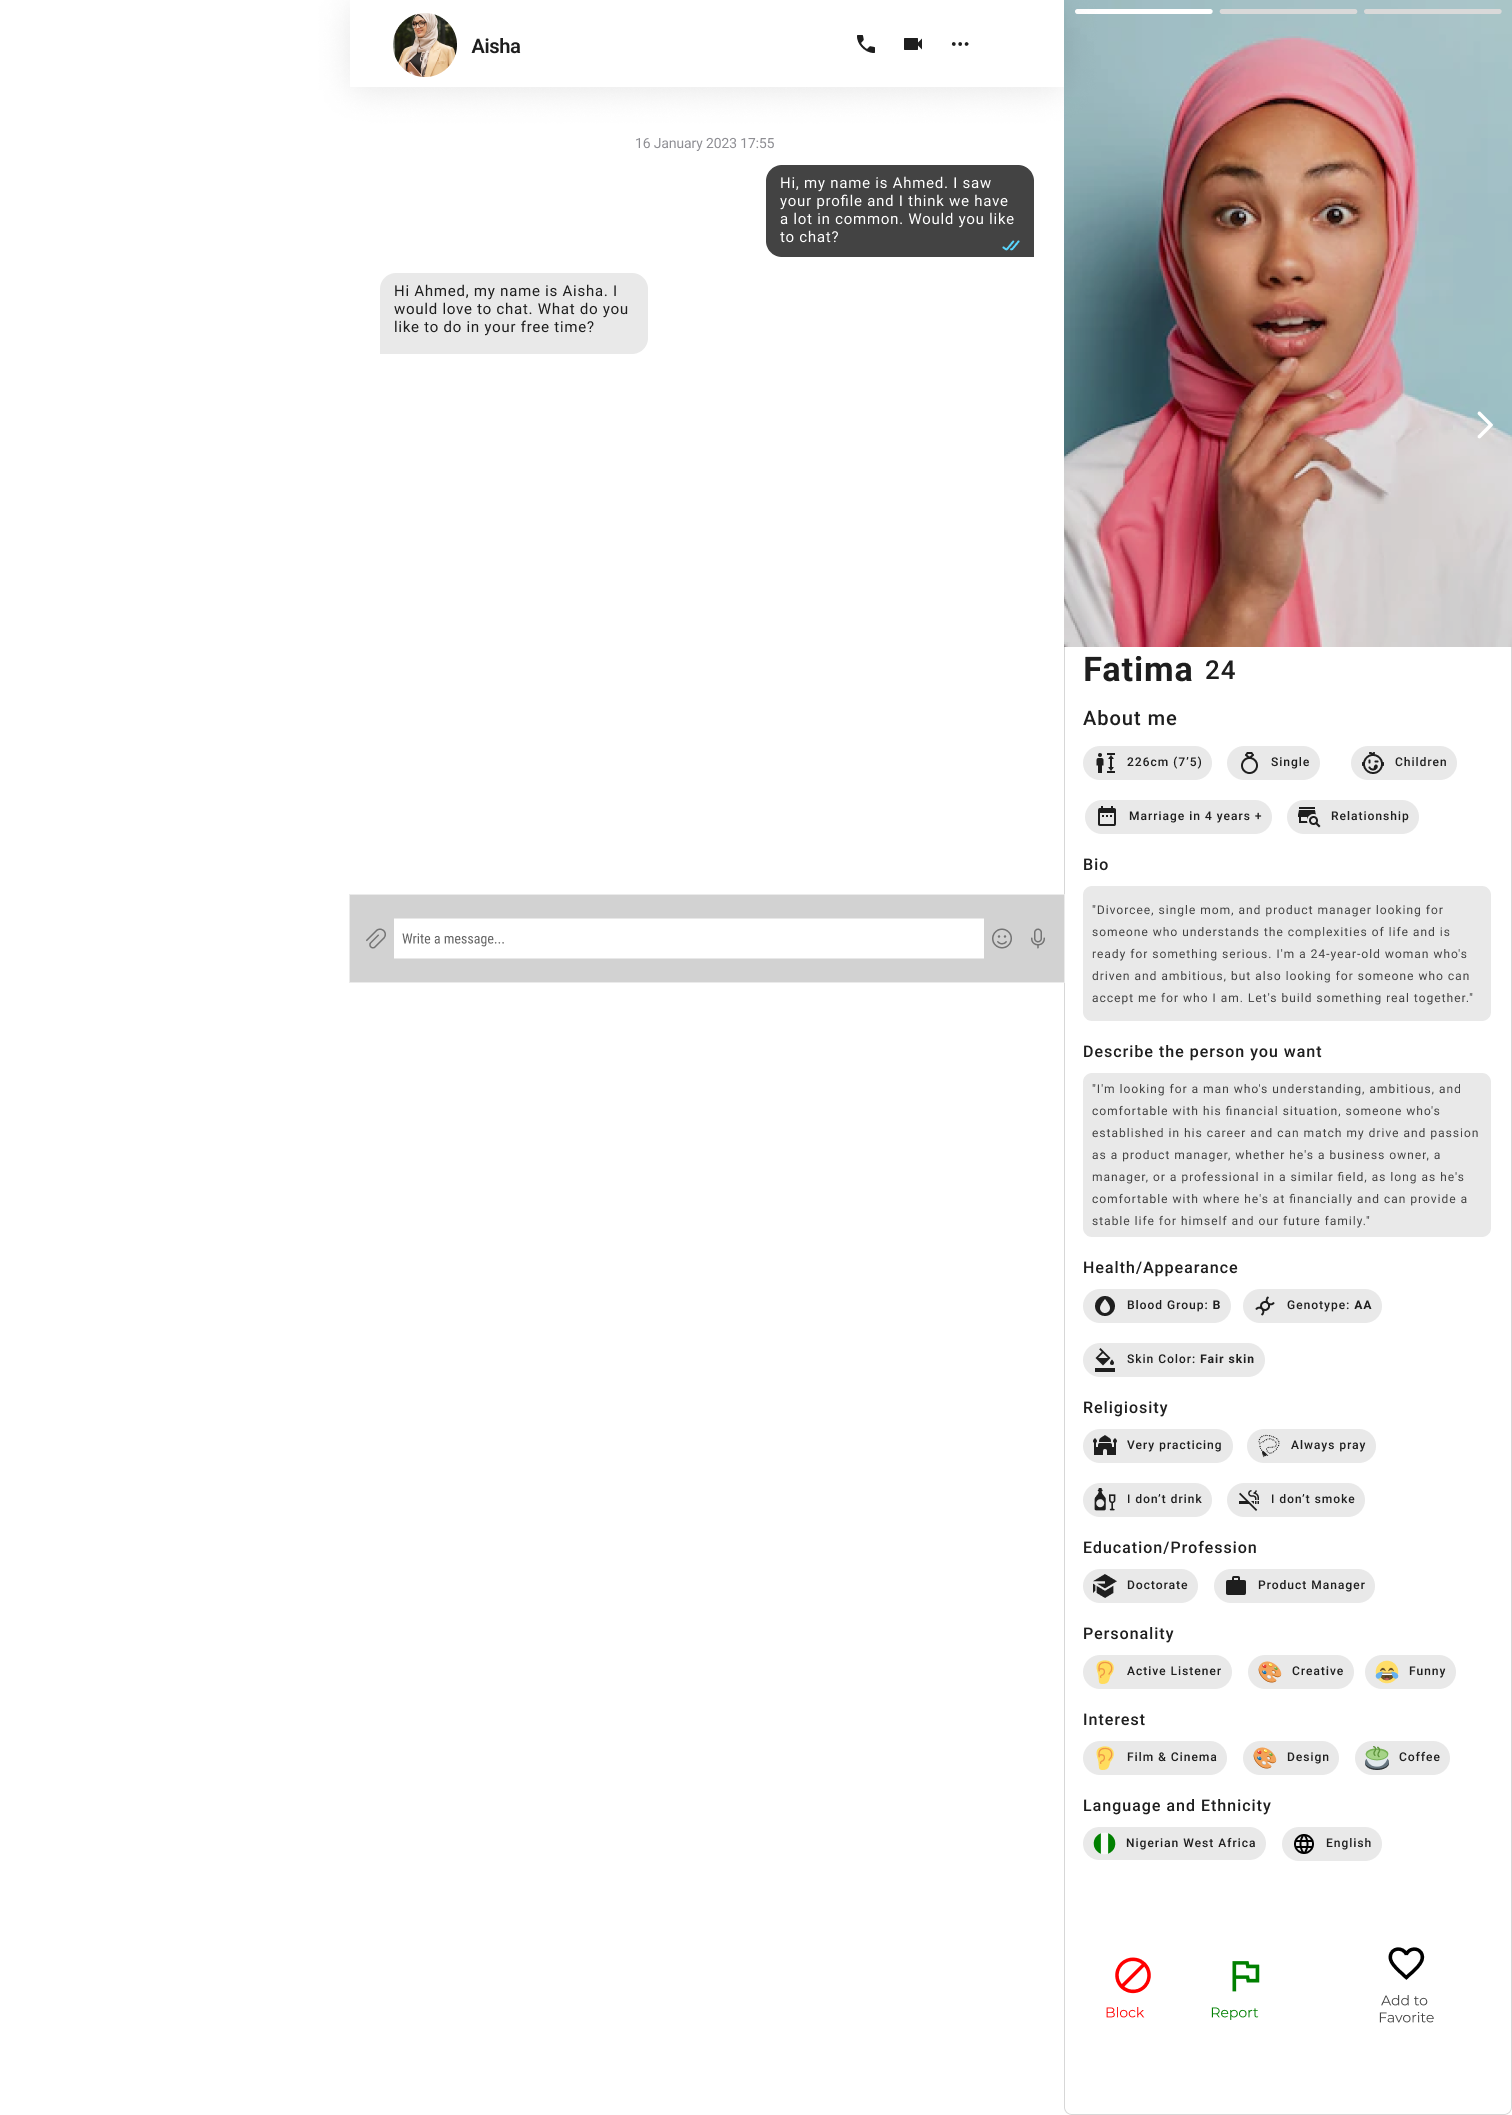 Aisha
16 January 2023 17:55
Hi, my name is Ahmed. I saw
your profile and I think we have
a lot in common. Would you like
to chat?
Hi Ahmed, my name is Aisha. I
would love to chat. What do you
like to do in your free time?
Write a message...
Fatima 24
About me
226cm (7'5) Single Children
Marriage in 4 years + Relationship
Bio
"Divorcee, single mom, and product manager looking for
someone who understands the complexities of life and is
ready for something serious. I'm a 24-year-old woman who's
driven and ambitious, but also looking for someone who can
accept me for who I am. Let's build something real together."
Describe the person you want
"I'm looking for a man who's understanding, ambitious, and
comfortable with his financial situation, someone who's
established in his career and can match my drive and passion
as a product manager, whether he's a business owner, a
manager, or a professional in a similar field, as long as he's
comfortable with where he's at financially and can provide a
stable life for himself and our future family."
Health/Appearance
Blood Group: B Genotype: AA
Skin Color: Fair skin
Religiosity
Very practicing Always pray
I don't drink I don't smoke
Education/Profession
Doctorate Product Manager
Personality
Active Listener Creative Funny
Interest
Film & Cinema Design Coffee
Language and Ethnicity
Nigerian West Africa English
Block Report Add to
Favorite